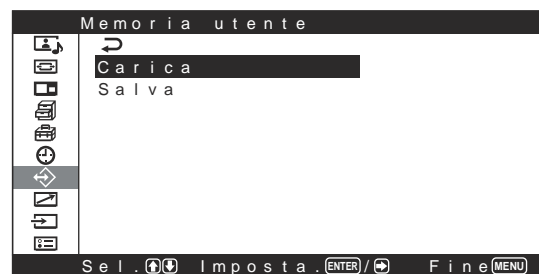 Memoria utente
Carica
Salva
Sel. Imposta. ENTER / Fine MENU